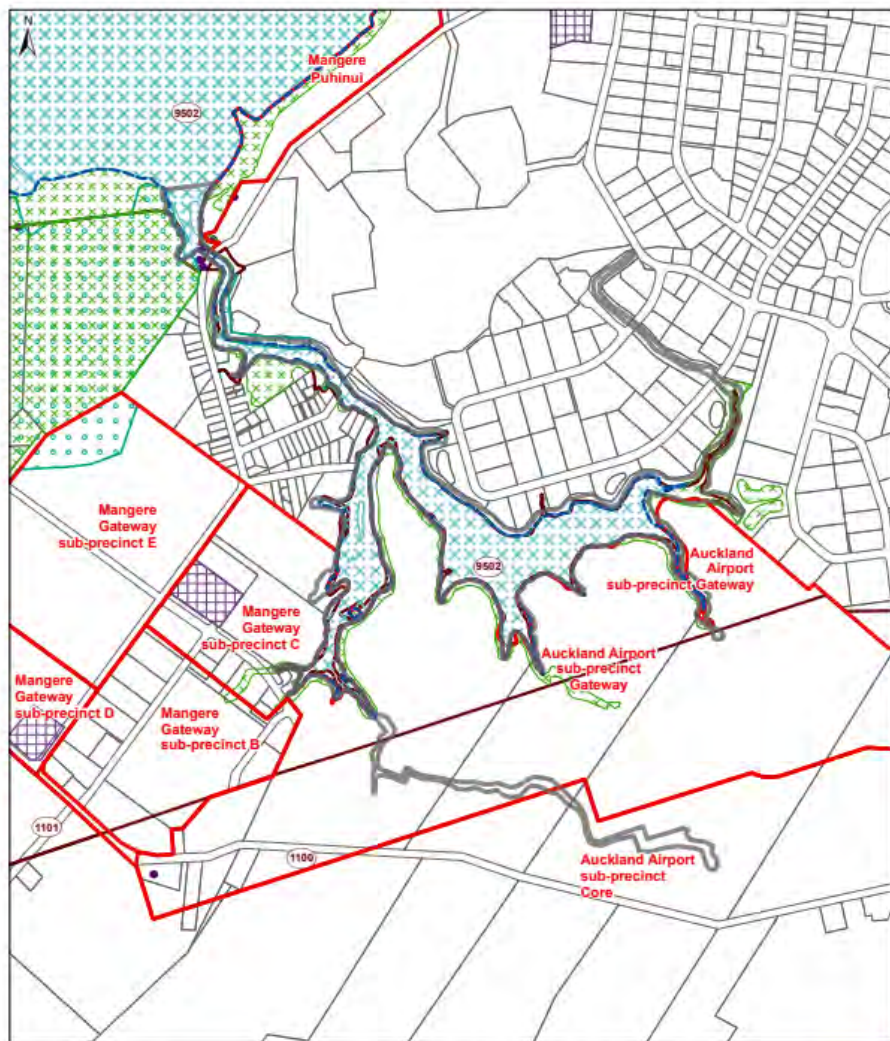 N
Mangere
Puhinui
9502
Mangere
Gateway
sub-precinct E
Auckland
Airport
sub-precinct Gateway
9502
Mangere
Gateway
sub-precinct C
Auckland Airport
sub-precinct
Gateway
Mangere
Gateway
sub-precinct D
Mangere
Gateway
sub-precinct B
1101
1100
Auckland Airport
sub-precinct
Core